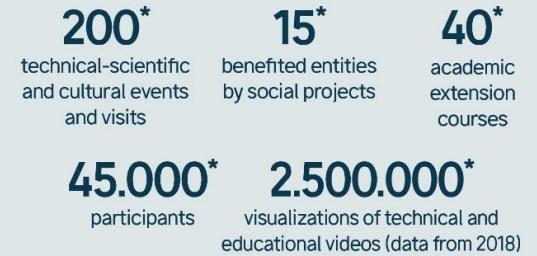 200*
technical-scientific
and cultural events
and visits
15*
benefited entities
by social projects
40*
academic
extension
courses
45.000*
participants
2.500.000*
visualizations of technical and
educational videos (data from 2018)